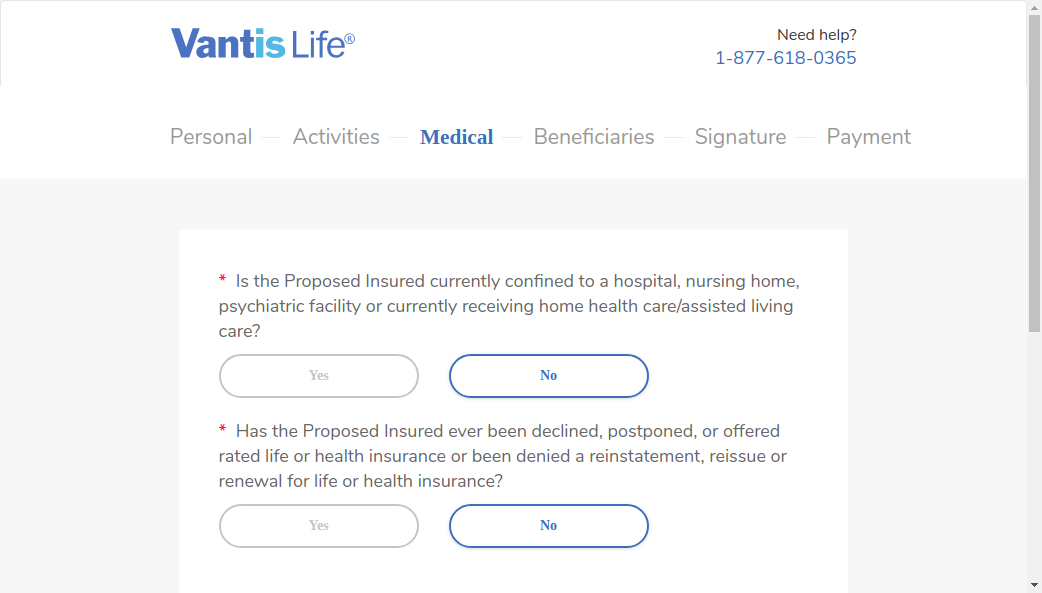 Vantis Life®
Need help?
1-877-618-0365
Personal Activities Medical Beneficiaries Signature Payment
* Is the Proposed Insured currently confined to a hospital, nursing home,
psychiatric facility or currently receiving home health care/assisted living
care?
Yes No
* Has the Proposed Insured ever been declined, postponed, or offered
rated life or health insurance or been denied a reinstatement, reissue or
renewal for life or health insurance?
Yes No